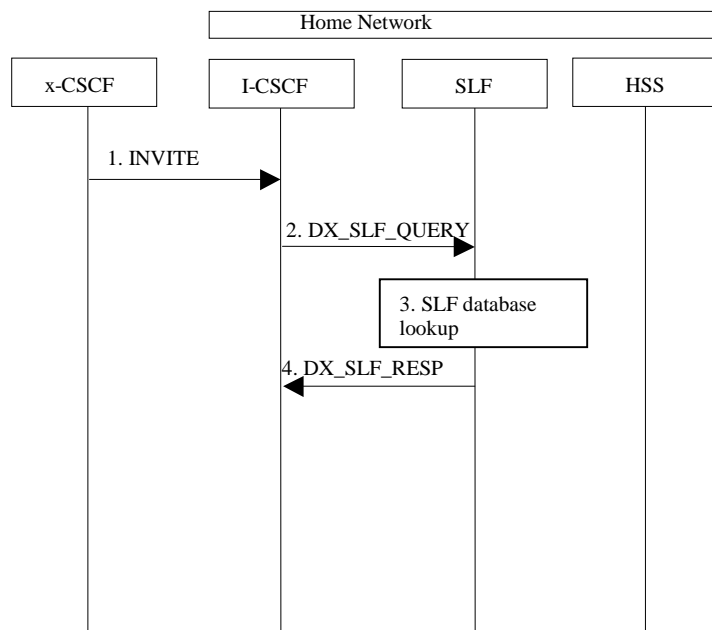 Home Network
x-CSCF
I-CSCF
SLF
HSS
1. INVITE
2. DX_SLF_QUERY
3. SLF database
lookup
4. DX_SLF_RESP